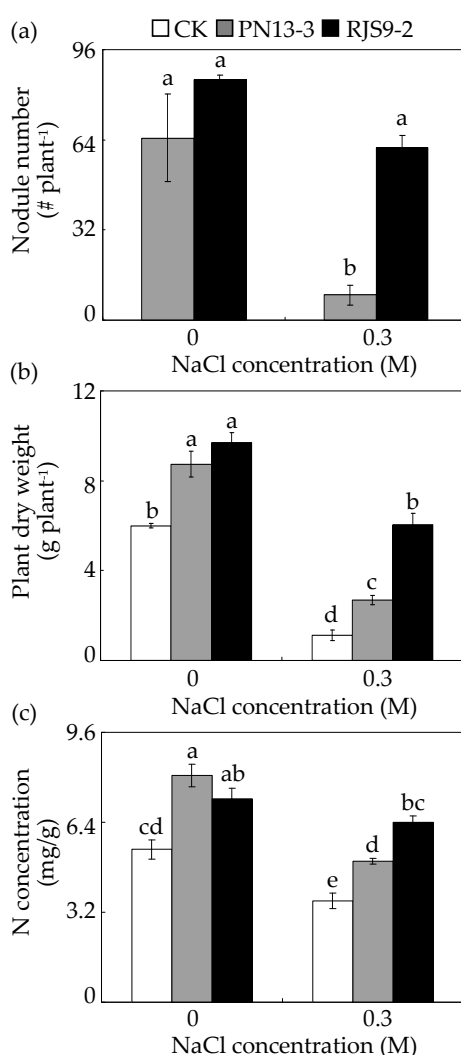 (a)
CK PN13-3 RJS9-2
Nodule number
(# plant-1)
96
64
32
0
a
a
b
a
0
0.3
NaCl concentration (M)
(b)
Plant dry weight
(g plant-1)
12
8
4
0
b
a
a
d
c
b
0
0.3
NaCl concentration (M)
(c)
N concentration
(mg/g)
9.6
6.4
3.2
0
cd
a
ab
e
d
bc
0
0.3
NaCl concentration (M)